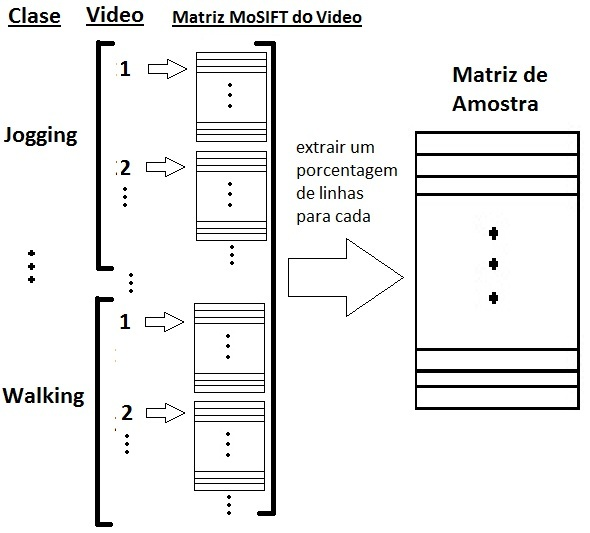 Clase Video Matriz MoSIFT do Video
1
Jogging
2
extrair um
porcentagem
de linhas
para cada
Matriz de
Amostra
1
Walking
2